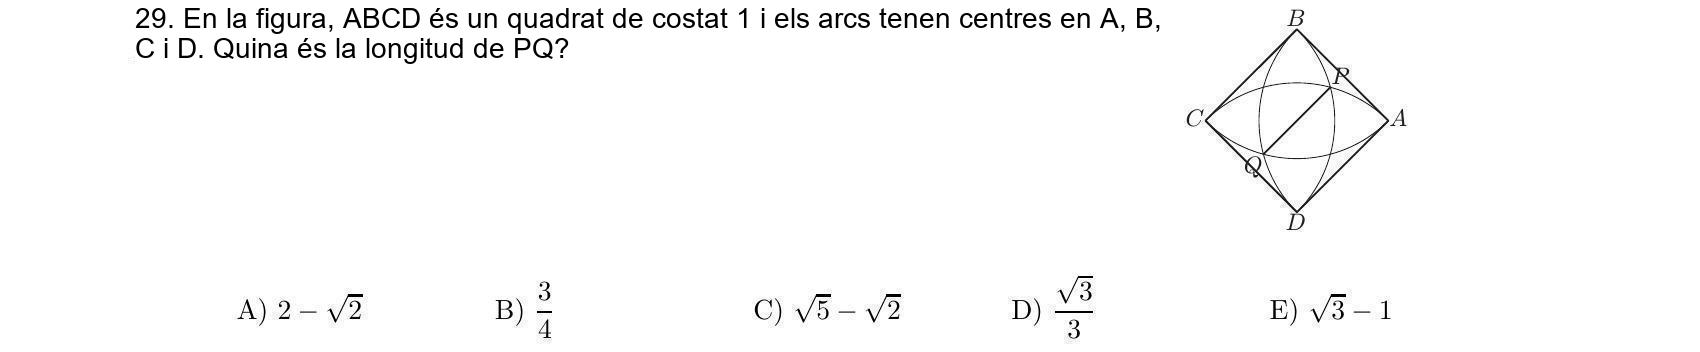 29. En la figura, ABCD és un quadrat de costat 1 i els arcs tenen centres en A, B,
C i D. Quina és la longitud de PQ?
B
P
C
A
Q
D
A) 2 − √2 B) 3/4 C) √5 − √2 D) √3/3 E) √3 − 1